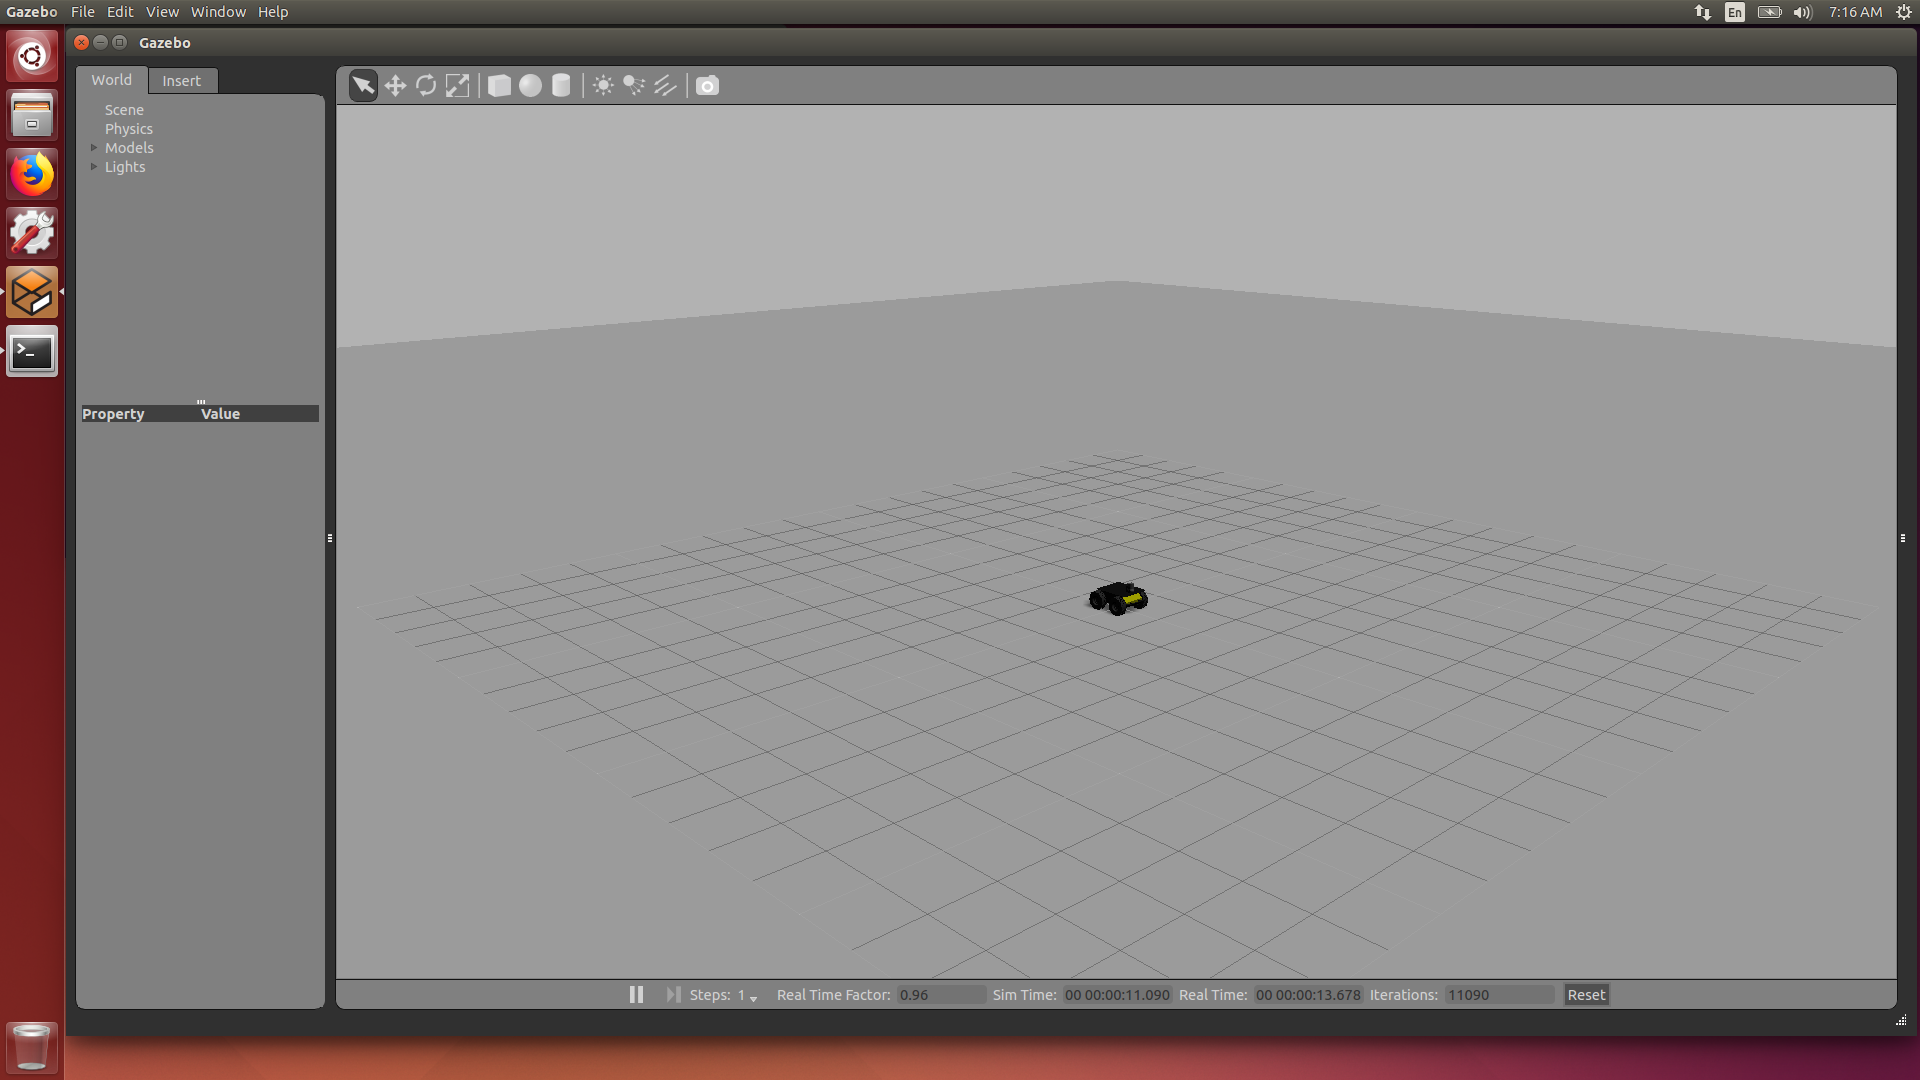 Gazebo File Edit View Window Help En 7:16 AM
Gazebo
World Insert
Scene
Physics
Models
Lights
Property Value
Steps: 1 Real Time Factor: 0.96 Sim Time: 00 00:00:11.090 Real Time: 00 00:00:13.678 Iterations: 11090 Reset